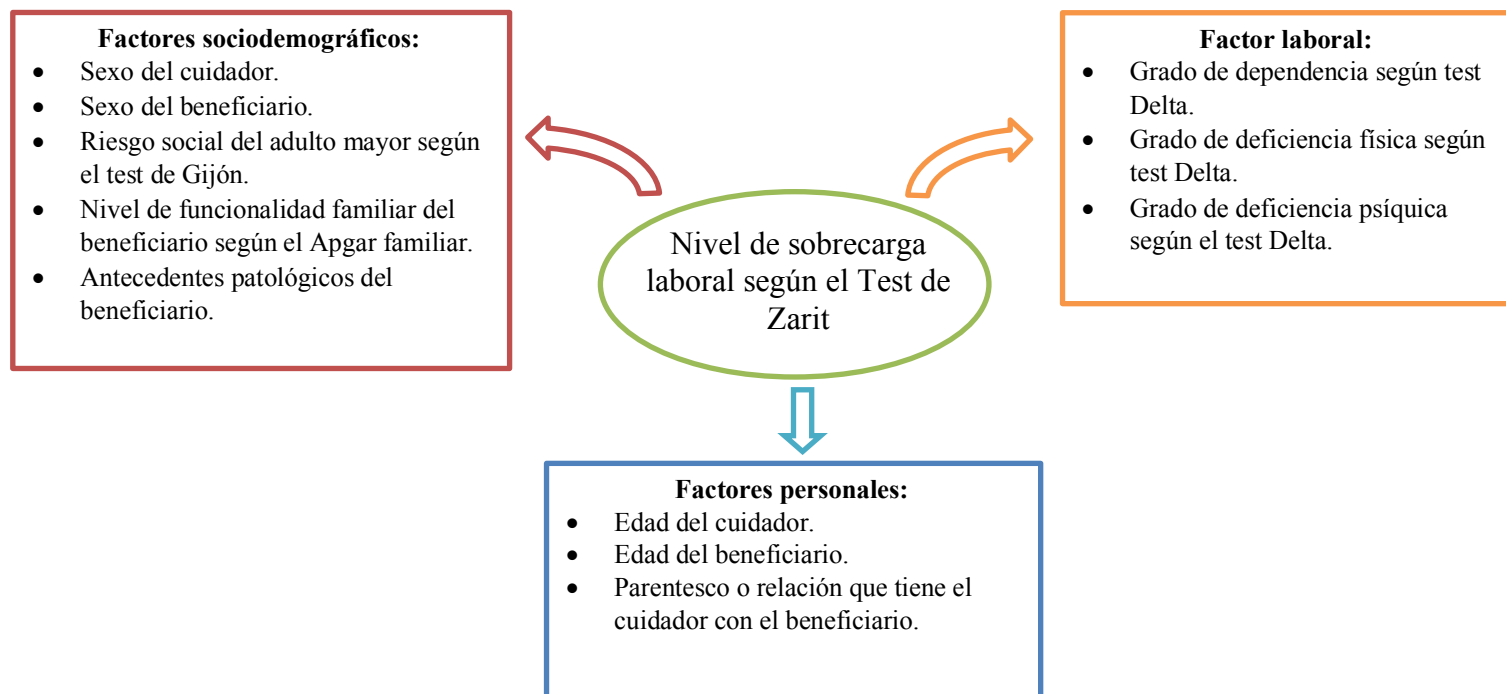 Factores sociodemográficos:
• Sexo del cuidador.
• Sexo del beneficiario.
• Riesgo social del adulto mayor según
el test de Gijón.
• Nivel de funcionalidad familiar del
beneficiario según el Apgar familiar.
• Antecedentes patológicos del
beneficiario.
Factor laboral:
• Grado de dependencia según test
Delta.
• Grado de deficiencia física según
test Delta.
• Grado de deficiencia psíquica
según el test Delta.
Nivel de sobrecarga
laboral según el Test de
Zarit
Factores personales:
• Edad del cuidador.
• Edad del beneficiario.
• Parentesco o relación que tiene el
cuidador con el beneficiario.